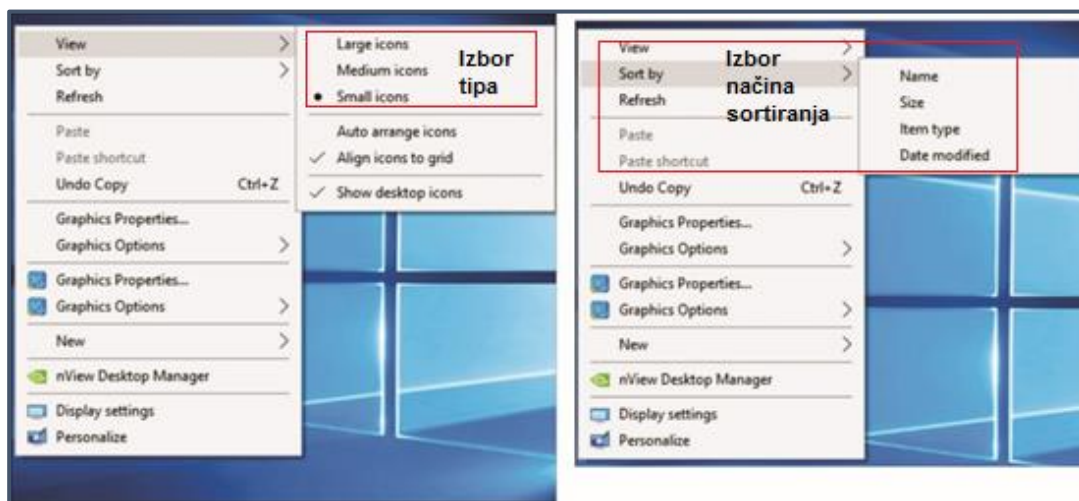 View
Sort by
Refresh
Paste
Paste shortcut
Undo Copy Ctrl+Z
Graphics Properties...
Graphics Options
Graphics Properties...
Graphics Options
New
nView Desktop Manager
Display settings
Personalize
Large icons
Medium icons
Small icons
Auto arrange icons
Align icons to grid
Show desktop icons
Izbor
tipa
View
Sort by
Refresh
Paste
Paste shortcut
Undo Copy Ctrl+Z
Graphics Properties...
Graphics Options
Graphics Properties...
Graphics Options
New
nView Desktop Manager
Display settings
Personalize
Izbor
načina
sortiranja
Name
Size
Item type
Date modified